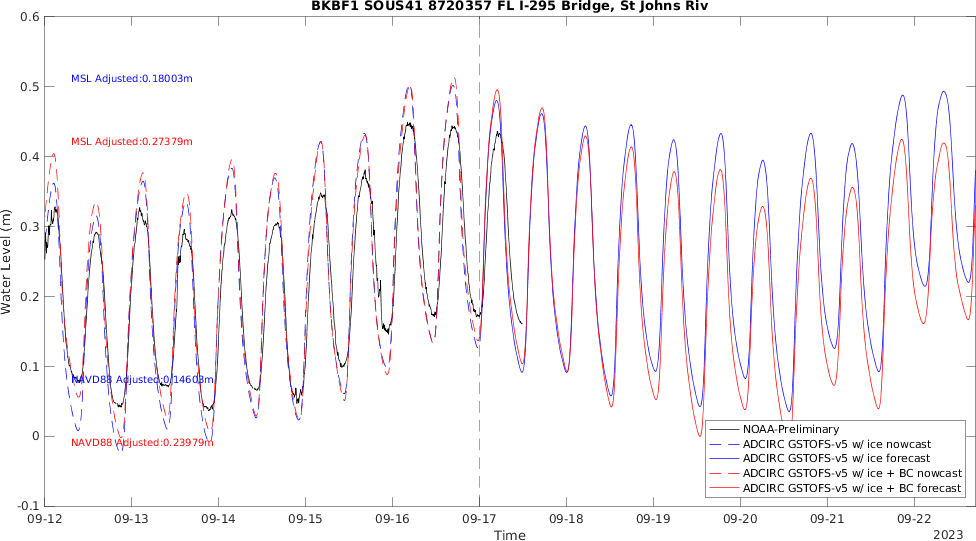 BKBF1 SOUS41 8720357 FL I-295 Bridge, St Johns Riv
0.6
0.5
0.4
0.3
0.2
0.1
0
-0.1
Water Level (m)
MSL Adjusted:0.18003m
MSL Adjusted:0.27379m
NAVD88 Adjusted:0.14603m
NAVD88 Adjusted:0.23979m
NOAA-Preliminary
ADCIRC GSTOFS-v5 w/ ice nowcast
ADCIRC GSTOFS-v5 w/ ice forecast
ADCIRC GSTOFS-v5 w/ ice + BC nowcast
ADCIRC GSTOFS-v5 w/ ice + BC forecast
09-12 09-13 09-14 09-15 09-16 09-17 09-18 09-19 09-20 09-21 09-22
Time
2023